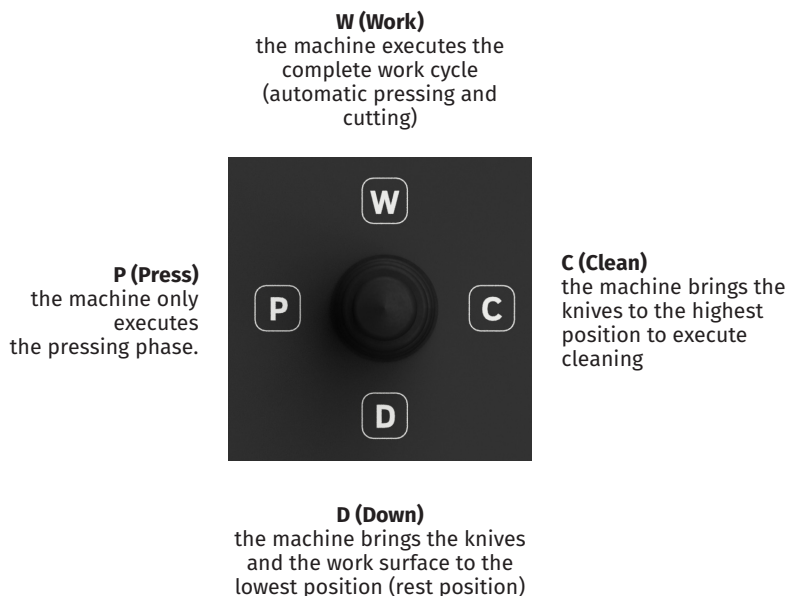 W (Work)
the machine executes the
complete work cycle
(automatic pressing and
cutting)
W
P (Press)
the machine only
executes
the pressing phase.
P
C
C (Clean)
the machine brings the
knives to the highest
position to execute
cleaning
D
D (Down)
the machine brings the knives
and the work surface to the
lowest position (rest position)